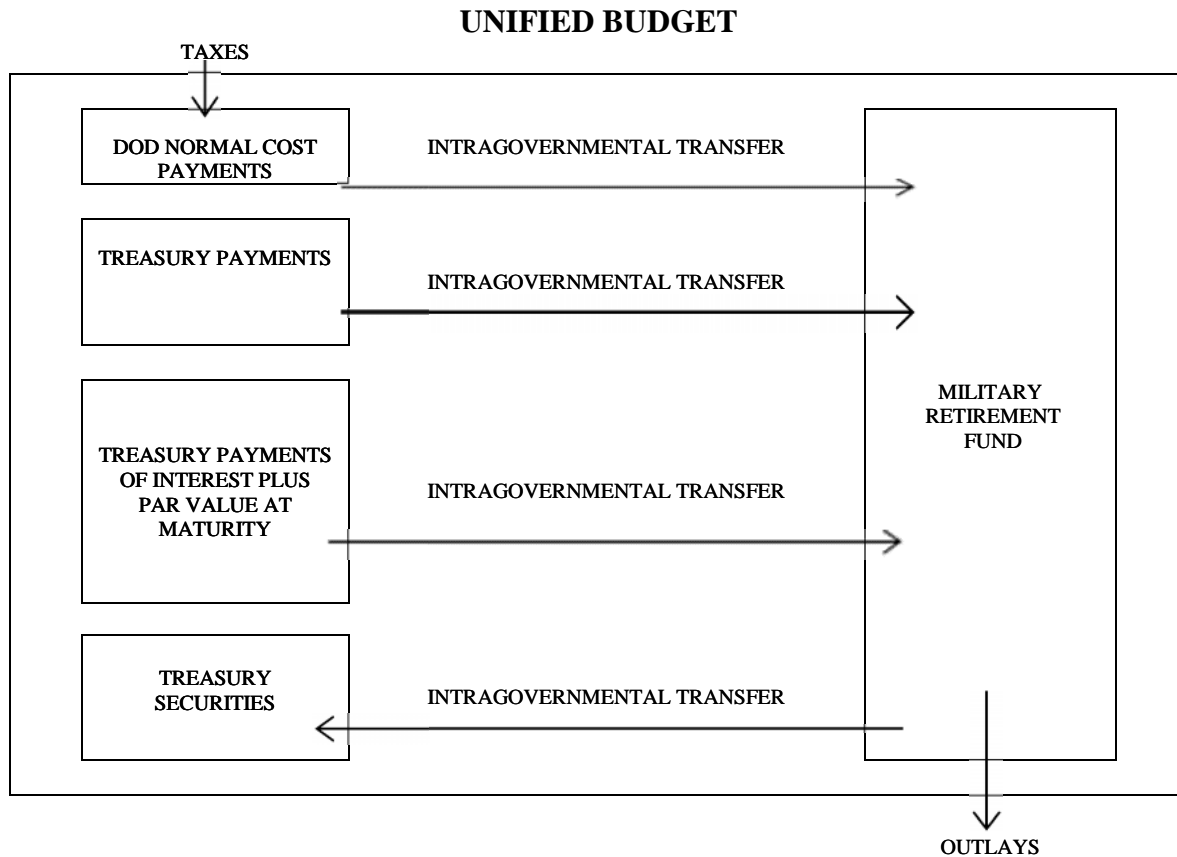 UNIFIED BUDGET
TAXES
DOD NORMAL COST
PAYMENTS
INTRAGOVERNMENTAL TRANSFER
TREASURY PAYMENTS
INTRAGOVERNMENTAL TRANSFER
MILITARY
RETIREMENT
FUND
TREASURY PAYMENTS
OF INTEREST PLUS
PAR VALUE AT
MATURITY
INTRAGOVERNMENTAL TRANSFER
TREASURY
SECURITIES
INTRAGOVERNMENTAL TRANSFER
OUTLAYS